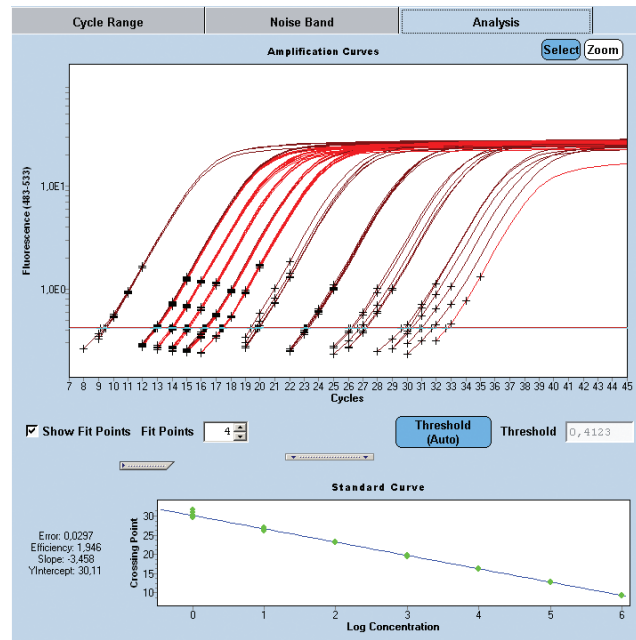 Cycle Range Noise Band Analysis
Amplification Curves
Select Zoom
Fluorescence (483-533)
1,0E1
1,0E0
7 8 9 10 11 12 13 14 15 16 17 18 19 20 21 22 23 24 25 26 27 28 29 30 31 32 33 34 35 36 37 38 39 40 41 42 43 44 45
Cycles
Show Fit Points Fit Points 4 Threshold (Auto) Threshold 0,4123
Standard Curve
Error: 0,0297
Efficiency: 1,946
Slope: -3,458
YIntercept: 30,11
Crossing Point
30
25
20
15
10
0 1 2 3 4 5 6
Log Concentration